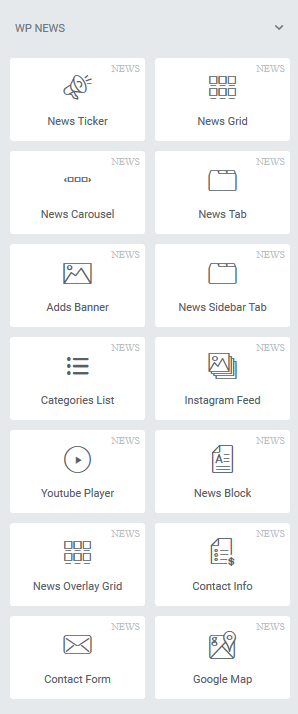 WP NEWS
NEWS NEWS
News Ticker News Grid
NEWS NEWS
News Carousel News Tab
NEWS NEWS
Adds Banner News Sidebar Tab
NEWS NEWS
Categories List Instagram Feed
NEWS NEWS
Youtube Player News Block
NEWS NEWS
News Overlay Grid Contact Info
NEWS NEWS
Contact Form Google Map